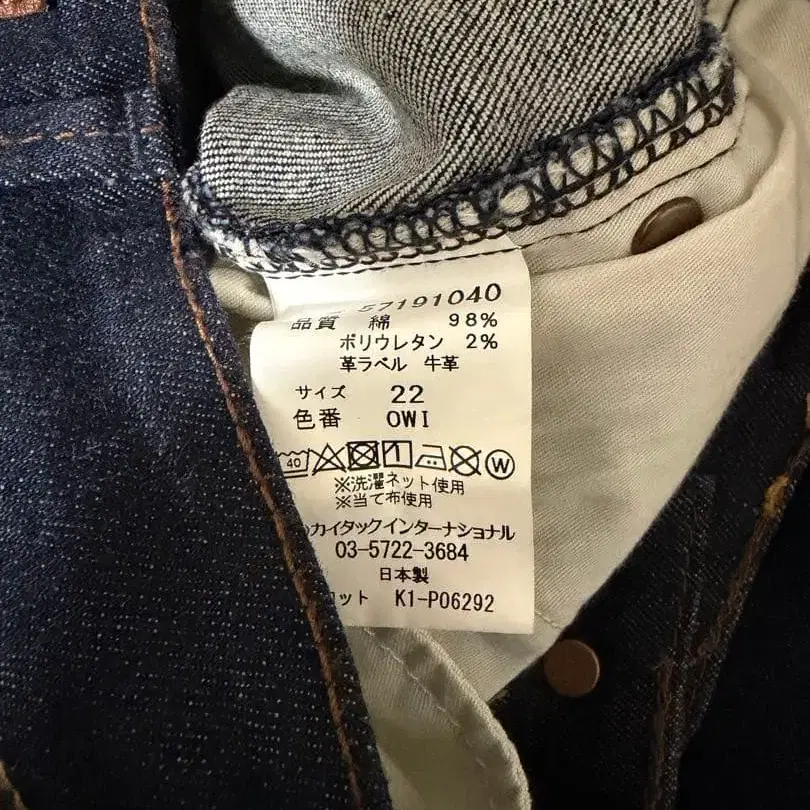 57191040
品質 綿 98%
ポリウレタン 2%
革ラベル 牛革
サイズ 22
色番 OWI
40 W
※洗濯ネット使用
※当て布使用
カイタックインターナショナル
03-5722-3684
日本製
ロット K1-P06292